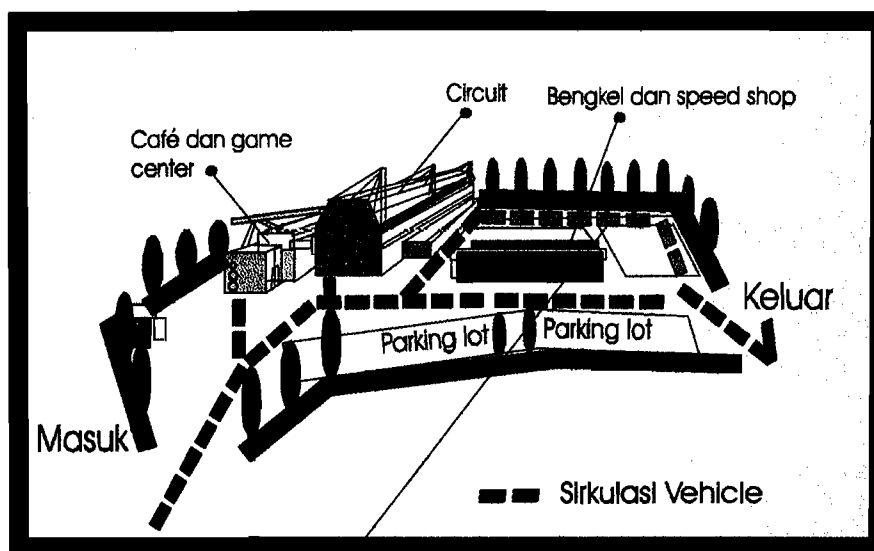 Circuit
Bengkel dan speed shop
Café dan game
center
Keluar
Parking lot
Parking lot
Masuk
Sirkulasi Vehicle